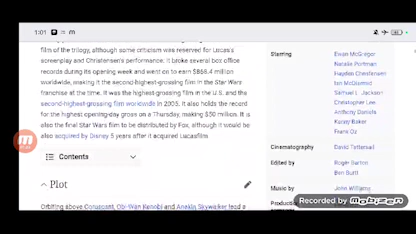 1:01
film of the trilogy, although some criticism was reserved for Lucas's
screenplay and Christensen's performance. It broke several box office
records during its opening week and went on to earn $868.4 million
worldwide, making it the second-highest-grossing film in the Star Wars
franchise at the time. It was the highest-grossing film in the U.S. and the
second-highest-grossing film worldwide in 2005. It also holds the record
for the highest opening-day gross on a Thursday, making $50 million. It is
also the final Star Wars film to be distributed by Fox, although it would be
also acquired by Disney 5 years after it acquired Lucasfilm
Contents
Plot
Orbiting above Coruscant, Obi-Wan Kenobi and Anakin Skywalker lead a
Starring
Ewan McGregor
Natalie Portman
Hayden Christensen
Ian McDiarmid
Samuel L. Jackson
Christopher Lee
Anthony Daniels
Kenny Baker
Frank Oz
Cinematography
David Tattersall
Edited by
Roger Barton
Ben Burtt
Music by
John Williams
Production
Recorded by Mobizen